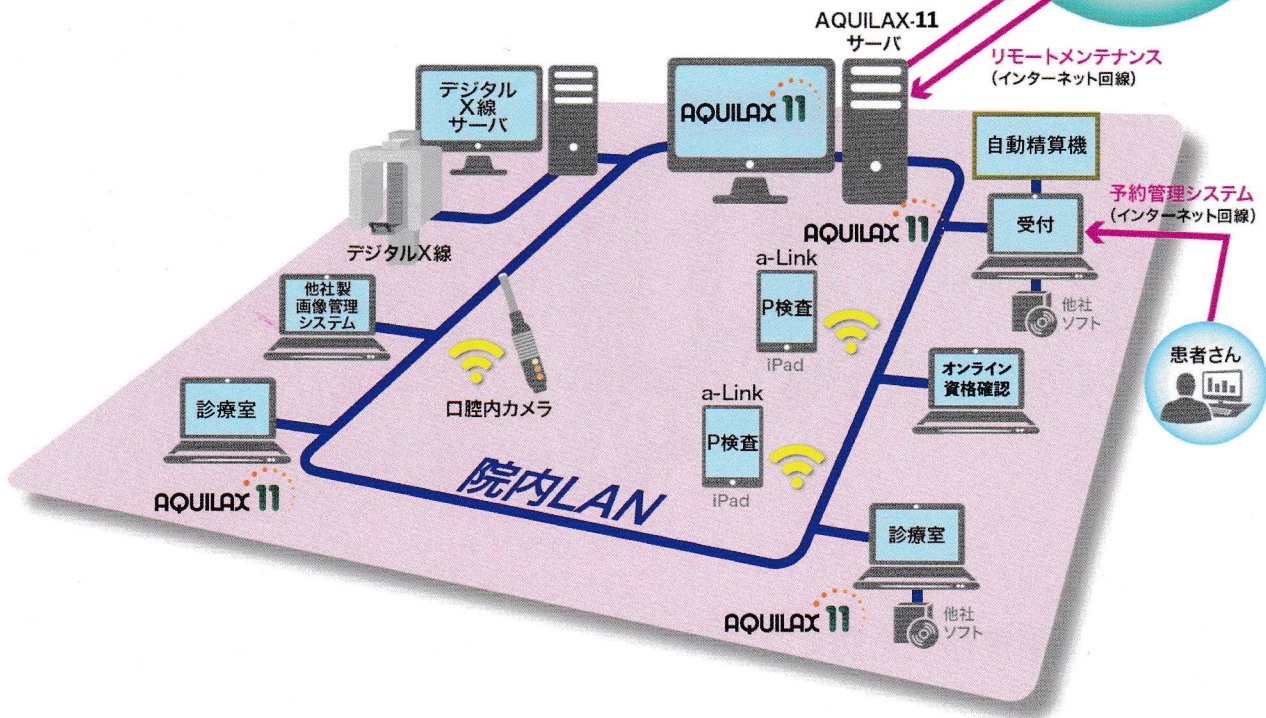 AQUILAX-11
サーバ
リモートメンテナンス
(インターネット回線)
デジタル
X線
サーバ
AQUILAX 11
自動精算機
予約管理システム
(インターネット回線)
受付
AQUILAX 11
デジタルX線
a-Link
P検査
iPad
他社製
画像管理
システム
他社
ソフト
患者さん
オンライン
資格確認
口腔内カメラ
a-Link
P検査
iPad
診療室
AQUILAX 11
院内LAN
診療室
AQUILAX 11
他社
ソフト